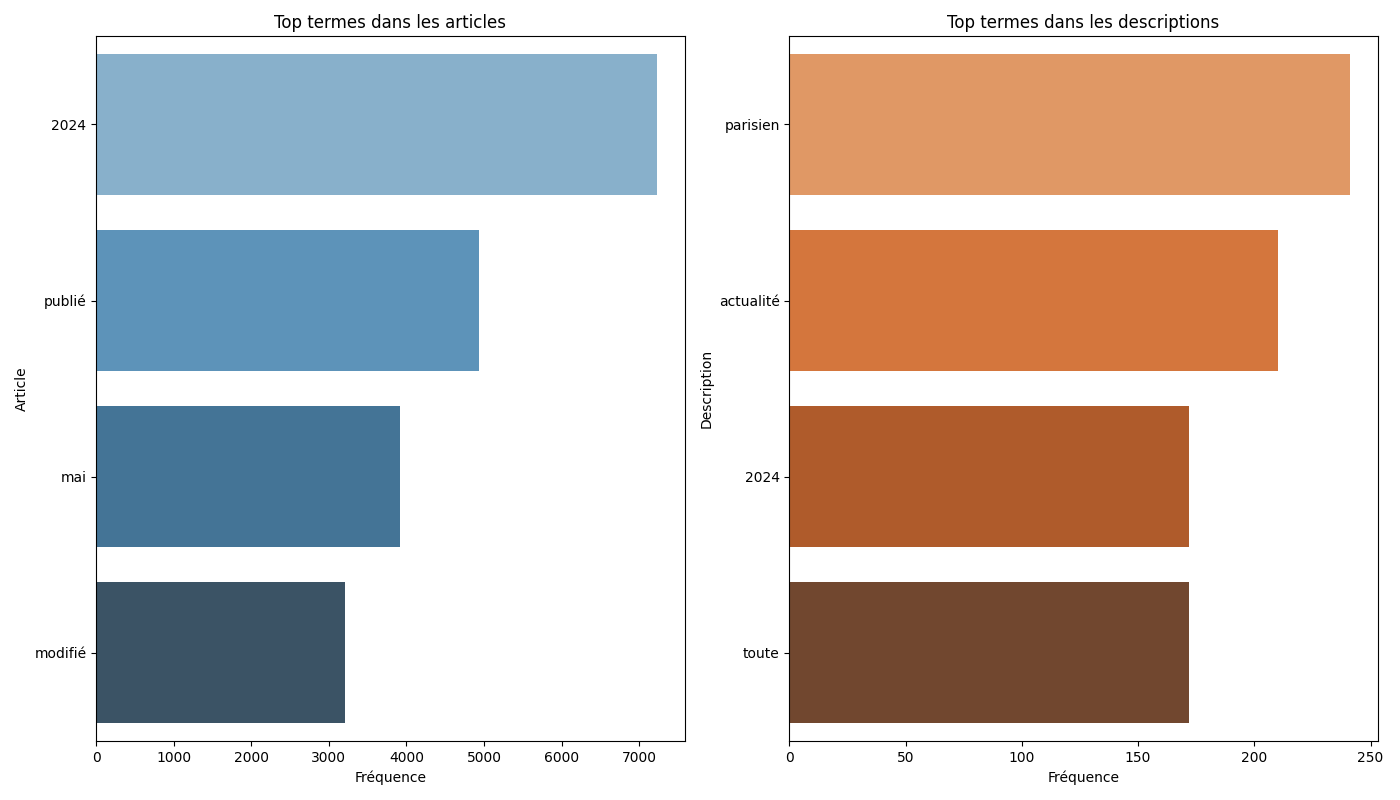 Top termes dans les articles
2024
publié
mai
modifié
Article
0 1000 2000 3000 4000 5000 6000 7000
Fréquence
Top termes dans les descriptions
parisien
actualité
2024
toute
Description
0 50 100 150 200 250
Fréquence